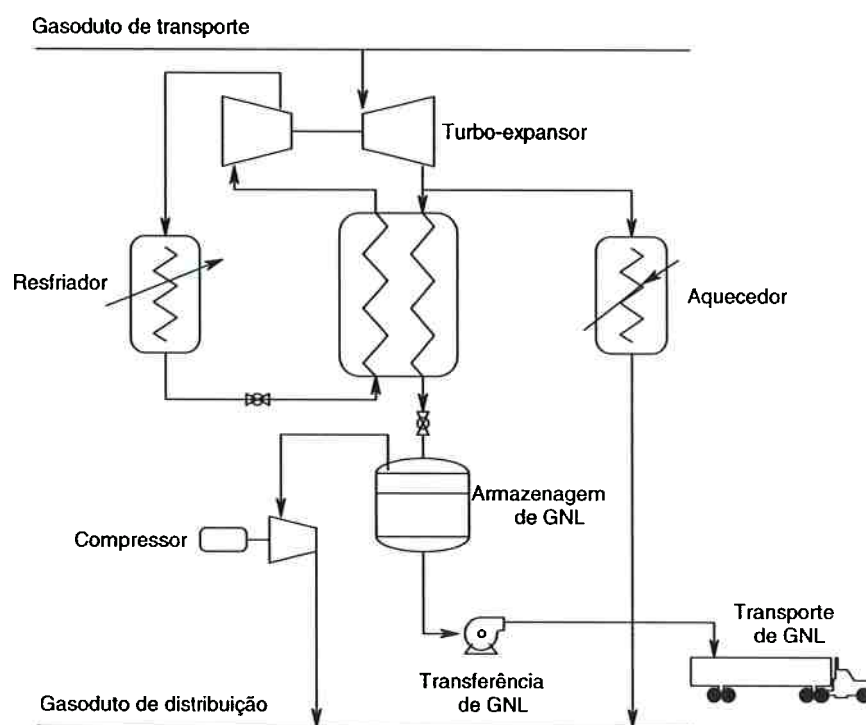 Gasoduto de transporte
Turbo-expansor
Resfriador
Aquecedor
Armazenagem
de GNL
Compressor
Transporte
de GNL
Transferência
de GNL
Gasoduto de distribuição